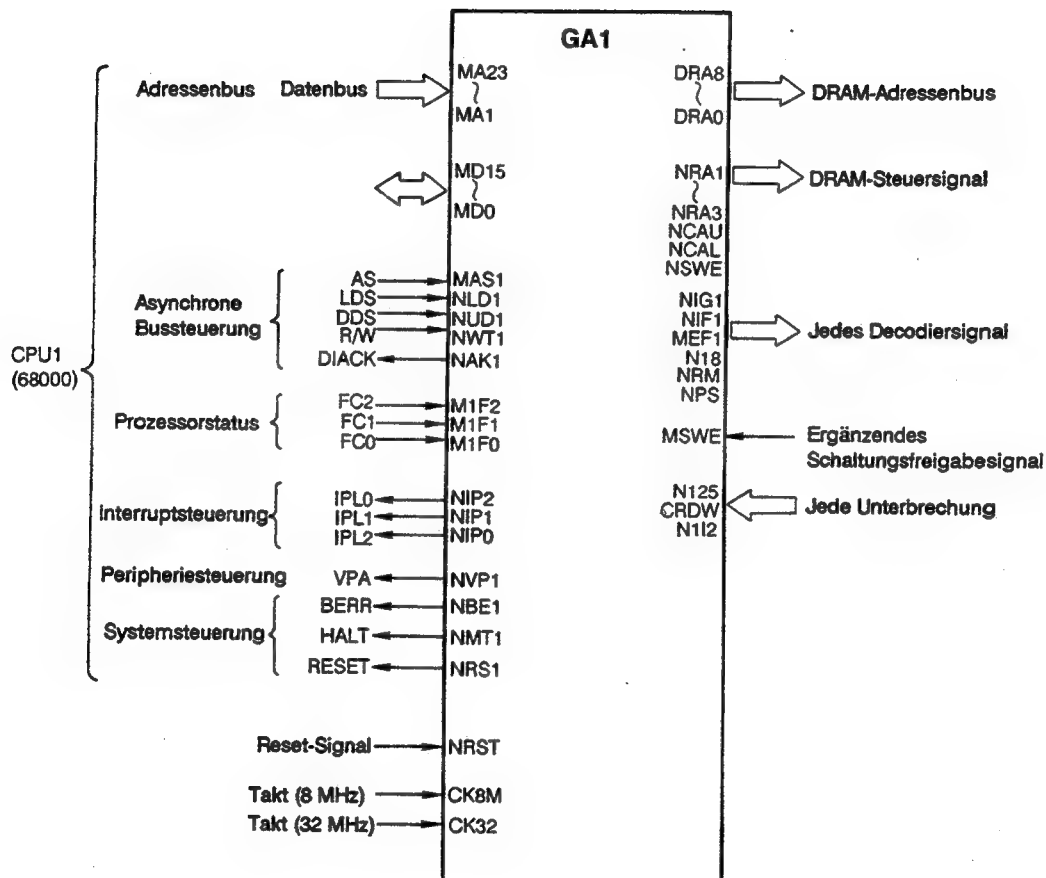 GA1
Adressenbus Datenbus MA23 DRA8
DRAM-Adressenbus
MA1 DRA0
MD15 NRA1 DRAM-Steuersignal
MD0 NRA3
NCAU
NCAL
NSWE
AS MAS1
LDS NLD1 NIG1
Asynchrone Bussteuerung DDS NUD1 NIF1
R/W NWT1 MEF1 Jedes Decodiersignal
CPU1 (68000) DIACK NAK1 N18
NRM
NPS
FC2 M1F2
Prozessorstatus FC1 M1F1
FC0 M1F0
MSWE Ergänzendes
Schaltungsfreigabesignal
IPL0 NIP2 N125
interruptsteuerung IPL1 NIP1 CRDW Jede Unterbrechung
IPL2 NIP0 N1I2
Peripheriesteuerung VPA NVP1
BERR NBE1
Systemsteuerung HALT NMT1
RESET NRS1
Reset-Signal NRST
Takt (8 MHz) CK8M
Takt (32 MHz) CK32